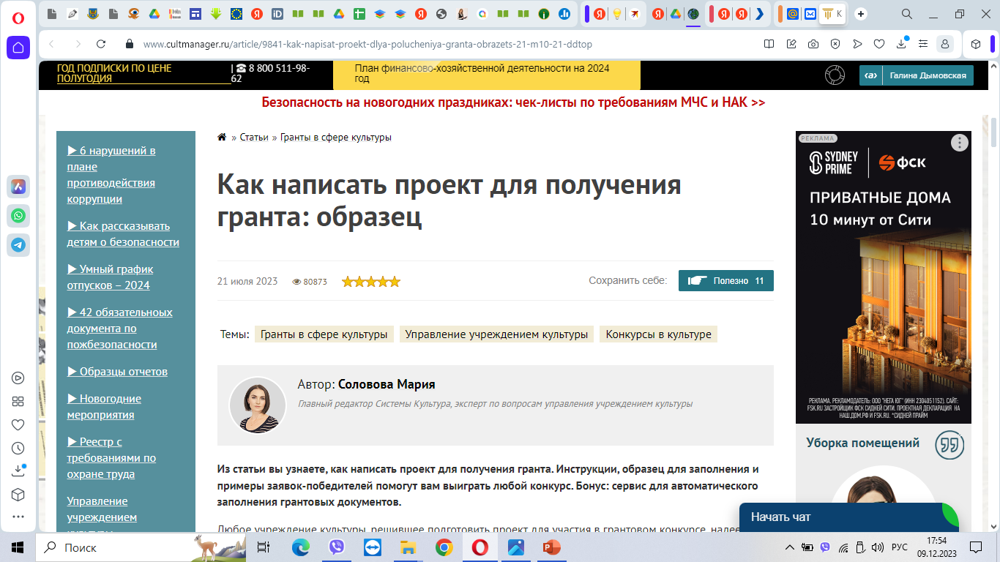 www.cultmanager.ru/article/9841-kak-napisat-proekt-dlya-polucheniya-granta-obrazets-21-m10-21-ddtop
ГОД ПОДПИСКИ ПО ЦЕНЕ
ПОЛУГОДИЯ
| ☎ 8 800 511-98-
62
План финансово-хозяйственной деятельности на 2024
год
Галина Дымовская
Безопасность на новогодних праздниках: чек-листы по требованиям МЧС и НАК >>
▶ 6 нарушений в
плане
противодействия
коррупции
▶ Как рассказывать
детям о безопасности
▶ Умный график
отпусков – 2024
▶ 42 обязательноых
документа по
пожбезопасности
▶ Образцы отчетов
▶ Новогодние
мероприятия
▶ Реестр с
требованиями по
охране труда
Управление
учреждением
» Статьи » Гранты в сфере культуры
Как написать проект для получения
гранта: образец
21 июля 2023
80873
Сохранить себе:
Полезно 11
Темы: Гранты в сфере культуры Управление учреждением культуры Конкурсы в культуре
Автор: Соловова Мария
Главный редактор Системы Культура, эксперт по вопросам управления учреждением культуры
Из статьи вы узнаете, как написать проект для получения гранта. Инструкции, образец для заполнения и
примеры заявок-победителей помогут вам выиграть любой конкурс. Бонус: сервис для автоматического
заполнения грантовых документов.
Любое учреждение культуры, решившее подготовить проект для участия в грантовом конкурсе, надее
РЕКЛАМА
SYDNEY
PRIME
ФСК
ПРИВАТНЫЕ ДОМА
10 минут от Сити
РЕКЛАМА. РЕКЛАМОДАТЕЛЬ: ООО "НЕГА ЮГ" (ИНН 2304051152). САЙТ:
FSK.RU ЗАСТРОЙЩИК ФСК СИДНЕЙ СИТИ. ПРОЕКТНАЯ ДЕКЛАРАЦИЯ НА
НАШ.ДОМ.РФ И FSK.RU. *СИДНЕЙ ПРАЙМ
Уборка помещений
Начать чат
Поиск
РУС
17:54
09.12.2023